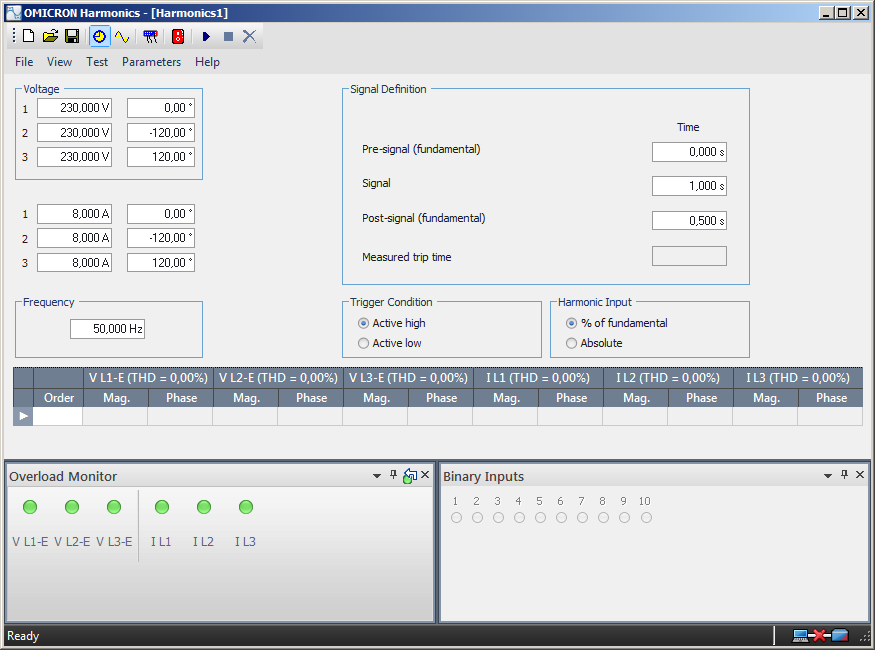 OMICRON Harmonics - [Harmonics1]
File View Test Parameters Help
Voltage
1 230,000 V 0,00 °
2 230,000 V -120,00 °
3 230,000 V 120,00 °
1 8,000 A 0,00 °
2 8,000 A -120,00 °
3 8,000 A 120,00 °
Signal Definition
Time
Pre-signal (fundamental) 0,000 s
Signal 1,000 s
Post-signal (fundamental) 0,500 s
Measured trip time
Frequency
50,000 Hz
Trigger Condition
Active high
Active low
Harmonic Input
% of fundamental
Absolute
V L1-E (THD = 0,00%) V L2-E (THD = 0,00%) V L3-E (THD = 0,00%) I L1 (THD = 0,00%) I L2 (THD = 0,00%) I L3 (THD = 0,00%)
Order Mag. Phase Mag. Phase Mag. Phase Mag. Phase Mag. Phase Mag. Phase
Overload Monitor
V L1-E V L2-E V L3-E I L1 I L2 I L3
Binary Inputs
1 2 3 4 5 6 7 8 9 10
Ready